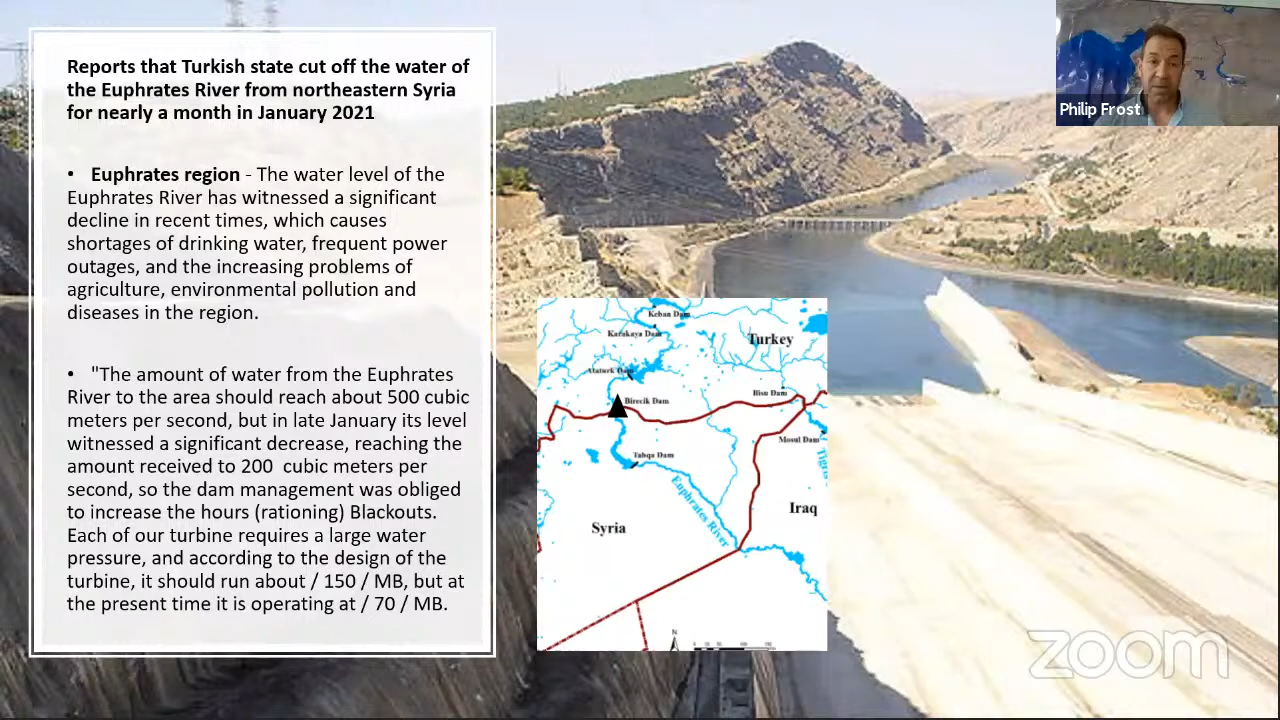 Reports that Turkish state cut off the water of
the Euphrates River from northeastern Syria
for nearly a month in January 2021
• Euphrates region - The water level of the
Euphrates River has witnessed a significant
decline in recent times, which causes
shortages of drinking water, frequent power
outages, and the increasing problems of
agriculture, environmental pollution and
diseases in the region.
• "The amount of water from the Euphrates
River to the area should reach about 500 cubic
meters per second, but in late January its level
witnessed a significant decrease, reaching the
amount received to 200 cubic meters per
second, so the dam management was obliged
to increase the hours (rationing) Blackouts.
Each of our turbine requires a large water
pressure, and according to the design of the
turbine, it should run about / 150 / MB, but at
the present time it is operating at / 70 / MB.
Keban Dam
Karakaya Dam
Turkey
Ataturk Dam
Birecik Dam
Ilisu Dam
Mosul Dam
Tabqa Dam
Tigris
Euphrates River
Iraq
Syria
N
Philip Frost
zoom